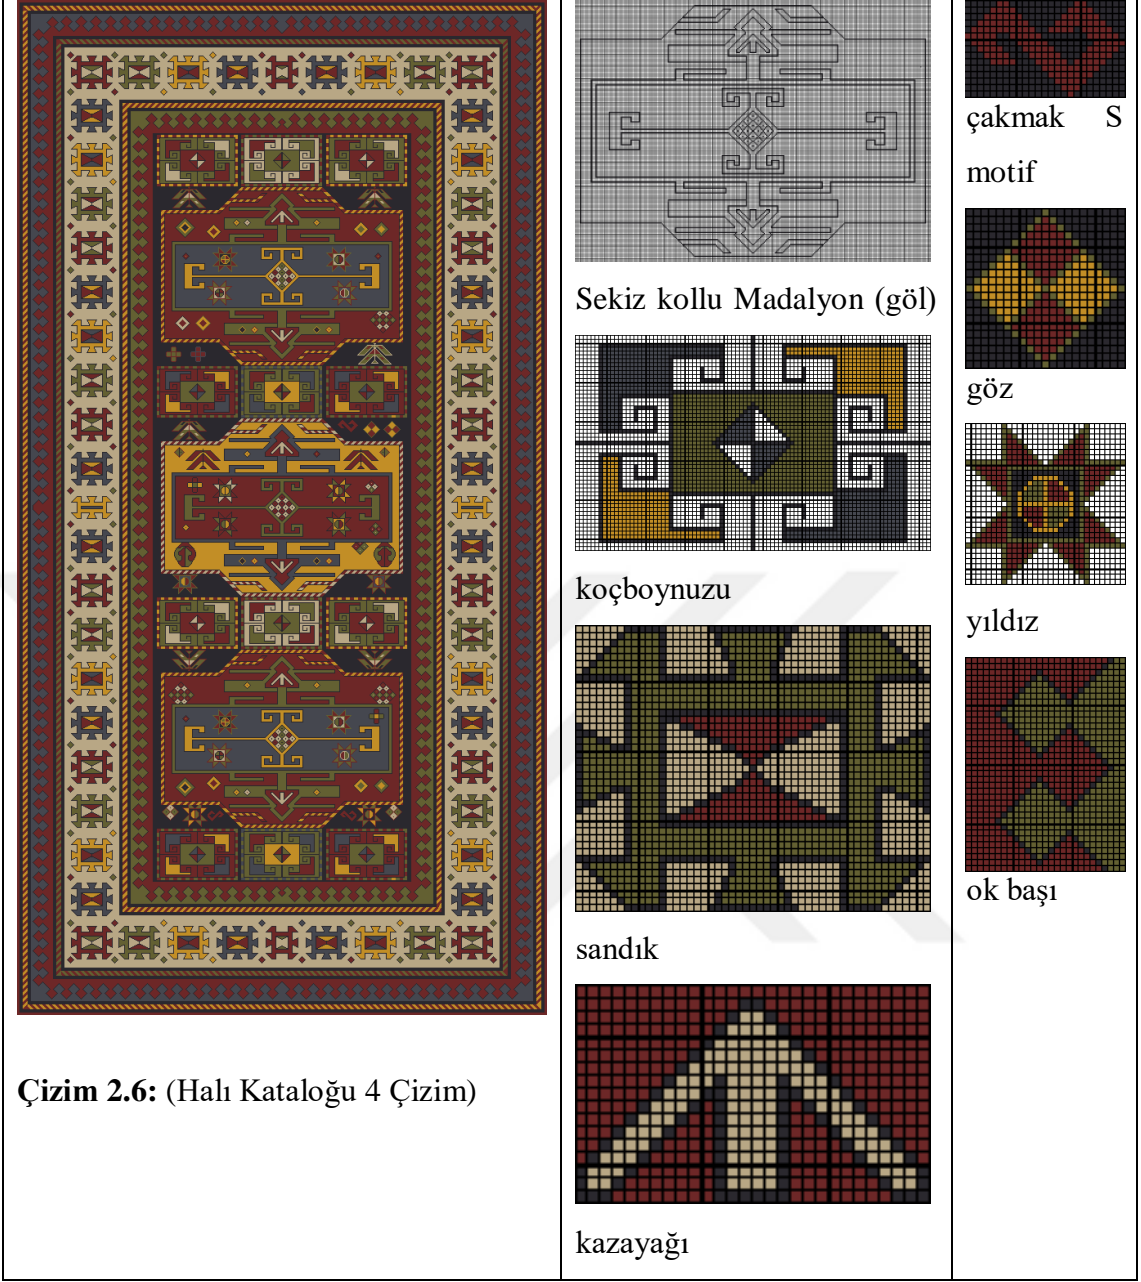 Çizim 2.6: (Halı Kataloğu 4 Çizim)
Sekiz kollu Madalyon (göl)
koçboynuzu
sandık
kazayağı
çakmak S
motif
göz
yıldız
ok başı